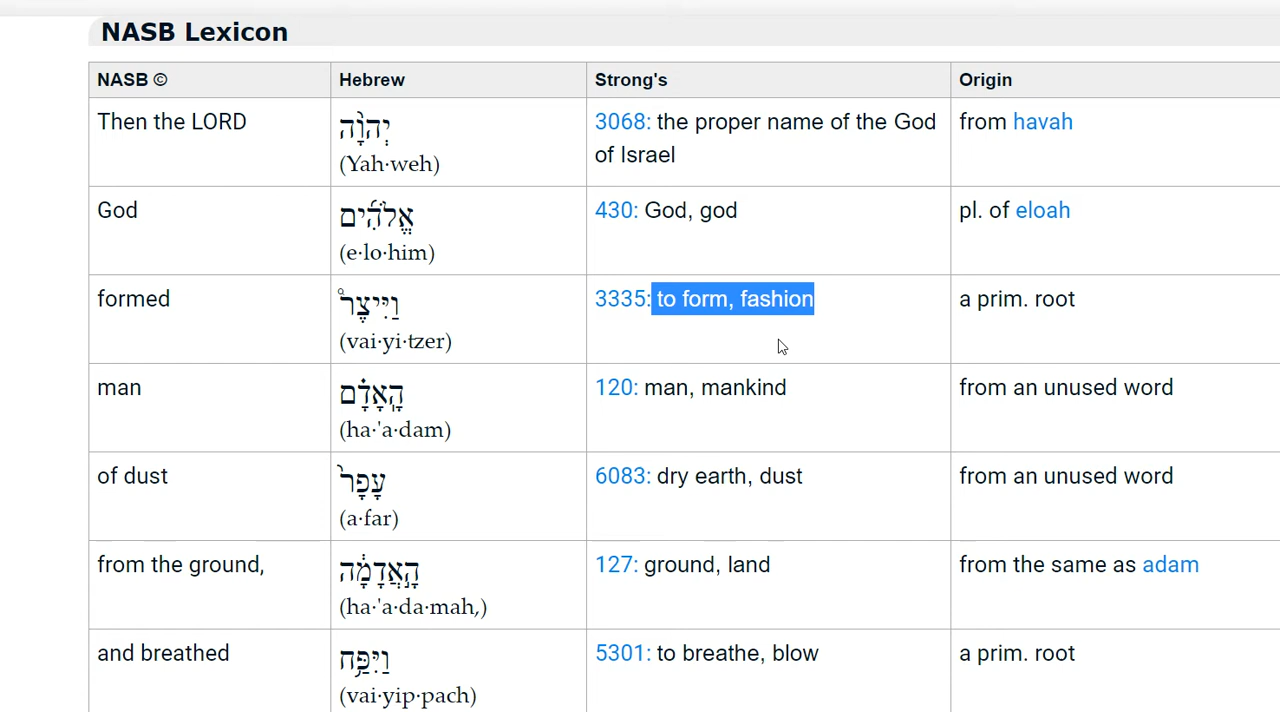 NASB Lexicon
NASB © Hebrew Strong's Origin
Then the LORD יְהוָ֨ה 3068: the proper name of the God from havah
(Yah·weh) of Israel
God אֱלֹהִ֜ים 430: God, god pl. of eloah
(e·lo·him)
formed וַיִּיצֶר֩ 3335: to form, fashion a prim. root
(vai·yi·tzer)
man הָֽאָדָ֗ם 120: man, mankind from an unused word
(ha·'a·dam)
of dust עָפָר֙ 6083: dry earth, dust from an unused word
(a·far)
from the ground, הָ֣אֲדָמָ֔ה 127: ground, land from the same as adam
(ha·'a·da·mah,)
and breathed וַיִּפַּ֥ח 5301: to breathe, blow a prim. root
(vai·yip·pach)